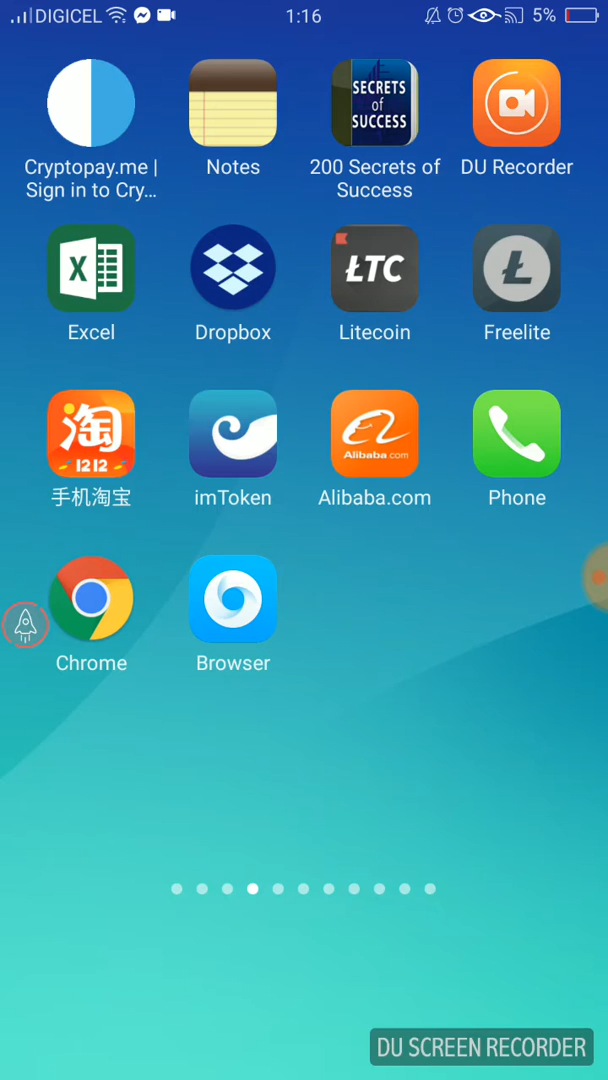 DIGICEL 1:16 5%
SECRETS
of
SUCCESS
Cryptopay.me | Notes 200 Secrets of DU Recorder
Sign in to Cry... Success
X ŁTC Ł
Excel Dropbox Litecoin Freelite
淘
1212
Alibaba.com
手机淘宝 imToken Alibaba.com Phone
Chrome Browser
DU SCREEN RECORDER